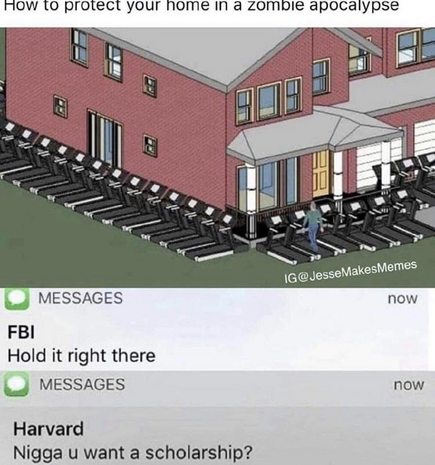 How to protect your home in a zombie apocalypse
IG@JesseMakesMemes
MESSAGES now
FBI
Hold it right there
MESSAGES now
Harvard
Nigga u want a scholarship?